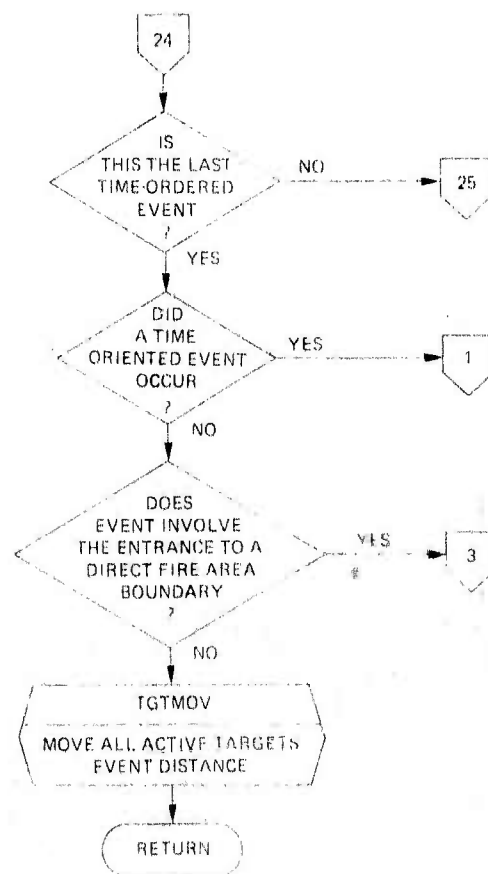 24
IS
THIS THE LAST
TIME-ORDERED
EVENT
?
NO
25
YES
DID
A TIME
ORIENTED EVENT
OCCUR
?
YES
1
NO
DOES
EVENT INVOLVE
THE ENTRANCE TO A
DIRECT FIRE AREA
BOUNDARY
?
YES
3
NO
TGTMOV
MOVE ALL ACTIVE TARGETS
EVENT DISTANCE
RETURN